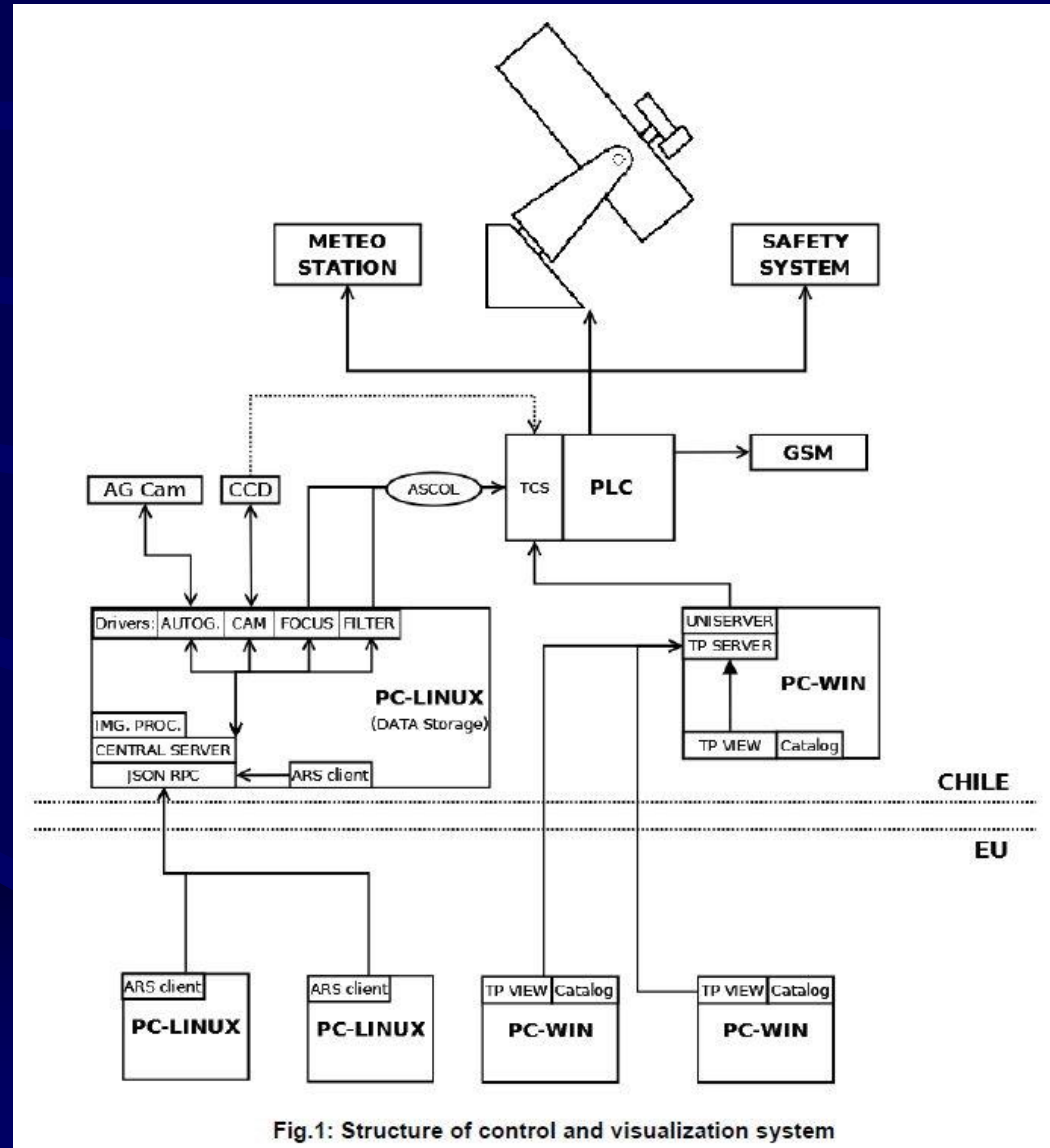 METEO
STATION
SAFETY
SYSTEM
AG Cam
CCD
ASCOL
TCS
PLC
GSM
Drivers: AUTOG. CAM FOCUS FILTER
PC-LINUX
(DATA Storage)
IMG. PROC.
CENTRAL SERVER
JSON RPC
ARS client
UNISERVER
TP SERVER
PC-WIN
TP VIEW Catalog
CHILE
EU
ARS client
PC-LINUX
ARS client
PC-LINUX
TP VIEW Catalog
PC-WIN
TP VIEW Catalog
PC-WIN
Fig.1: Structure of control and visualization system